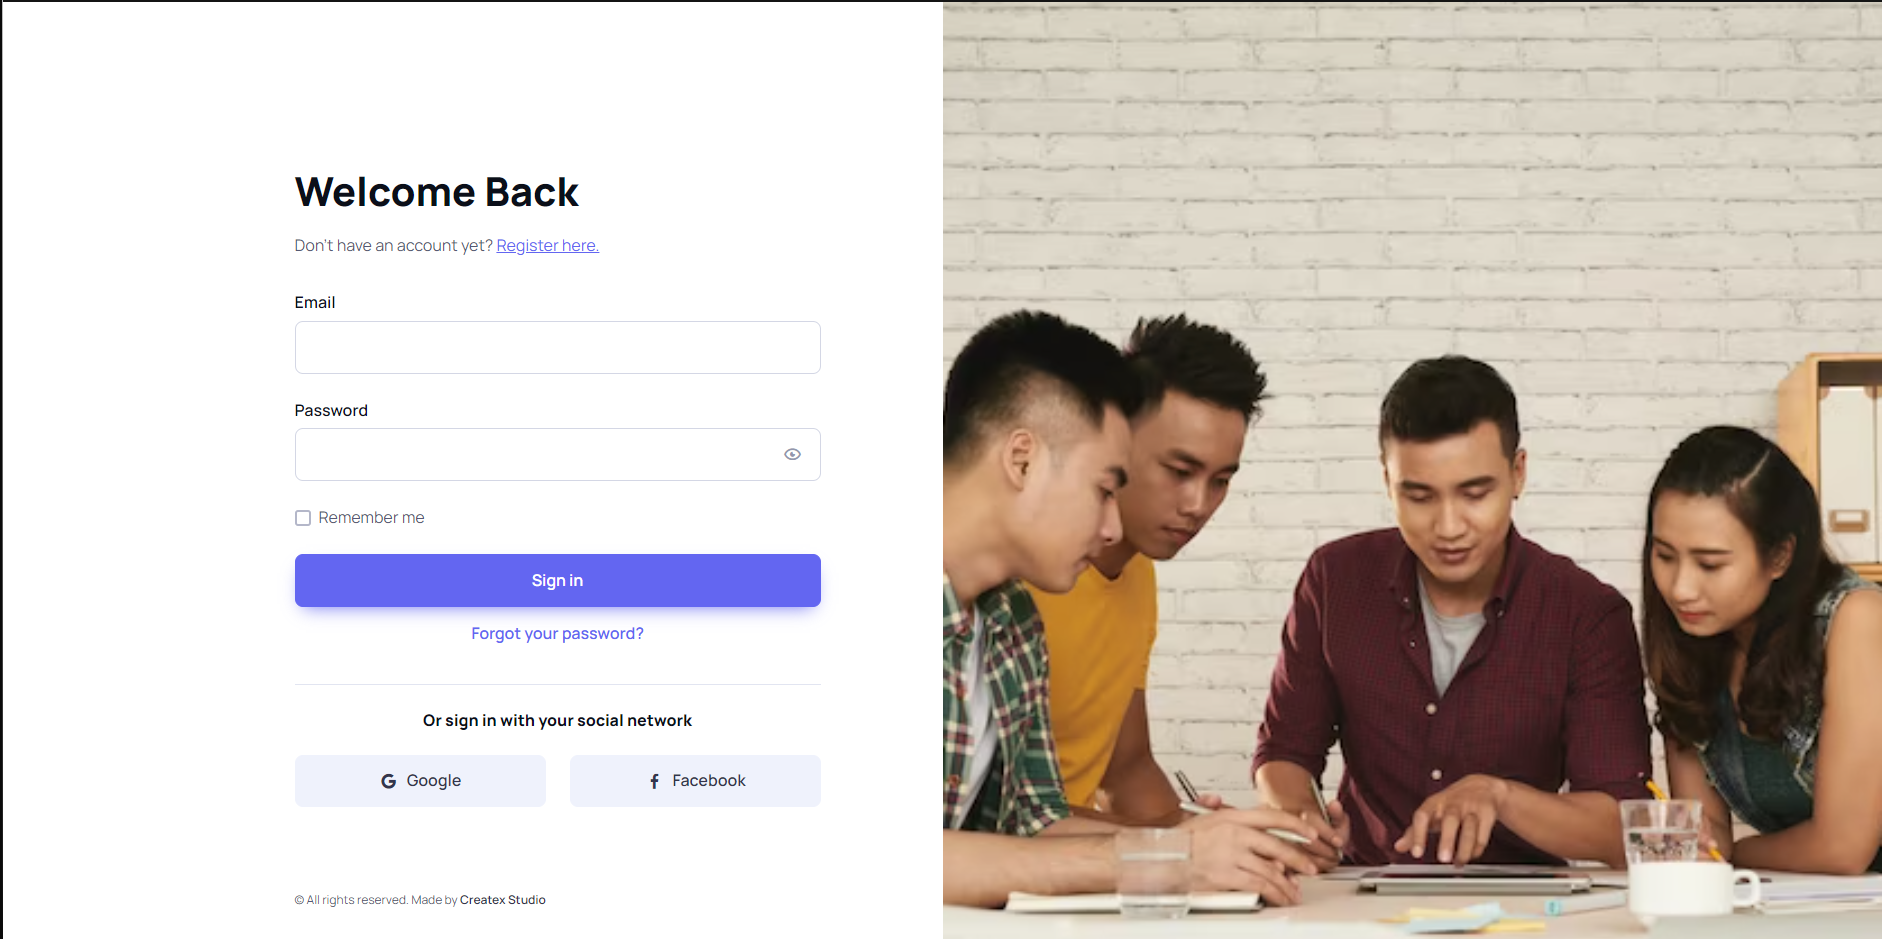 Welcome Back
Don't have an account yet? Register here.
Email
Password
Remember me
Sign in
Forgot your password?
Or sign in with your social network
Google
Facebook
© All rights reserved. Made by Createx Studio